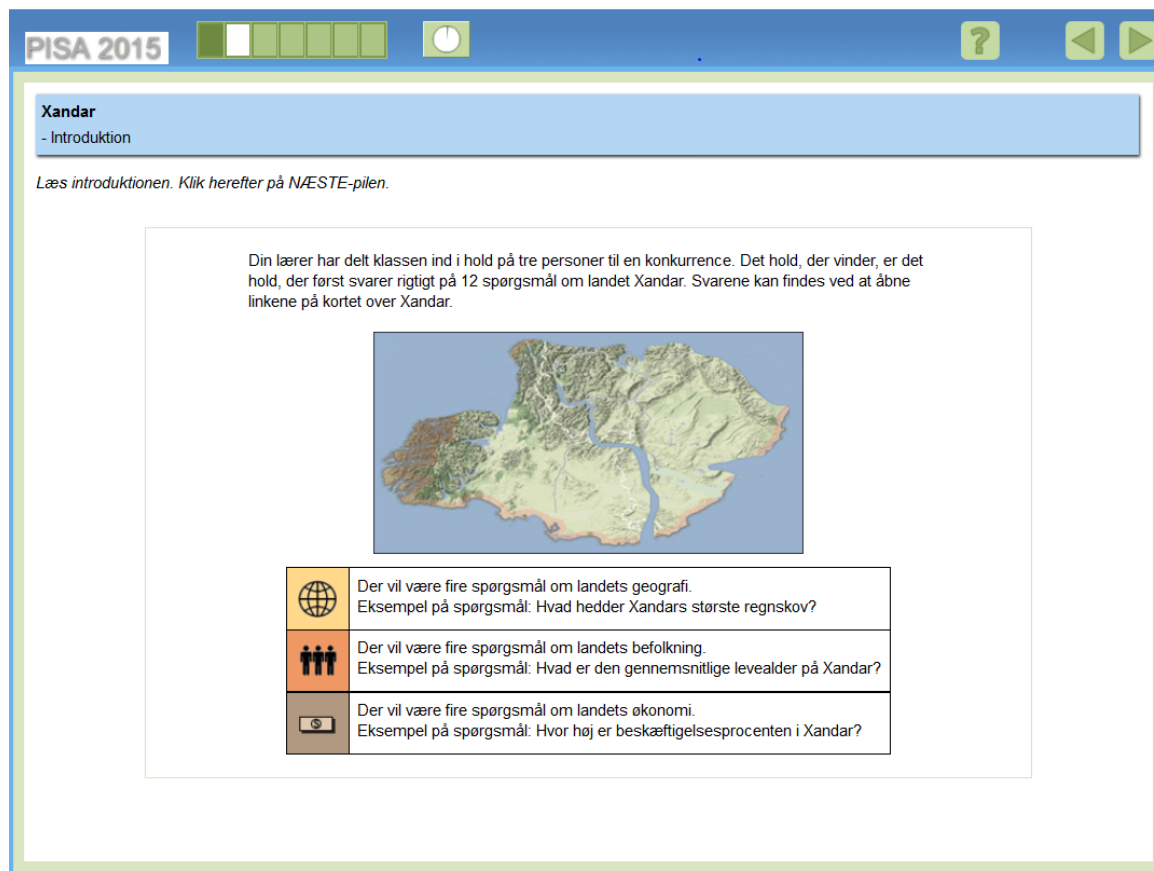 PISA 2015
?
Xandar
- Introduktion
Læs introduktionen. Klik herefter på NÆSTE-pilen.
Din lærer har delt klassen ind i hold på tre personer til en konkurrence. Det hold, der vinder, er det
hold, der først svarer rigtigt på 12 spørgsmål om landet Xandar. Svarene kan findes ved at åbne
linkene på kortet over Xandar.
Der vil være fire spørgsmål om landets geografi.
Eksempel på spørgsmål: Hvad hedder Xandars største regnskov?
Der vil være fire spørgsmål om landets befolkning.
Eksempel på spørgsmål: Hvad er den gennemsnitlige levealder på Xandar?
Der vil være fire spørgsmål om landets økonomi.
Eksempel på spørgsmål: Hvor høj er beskæftigelsesprocenten i Xandar?